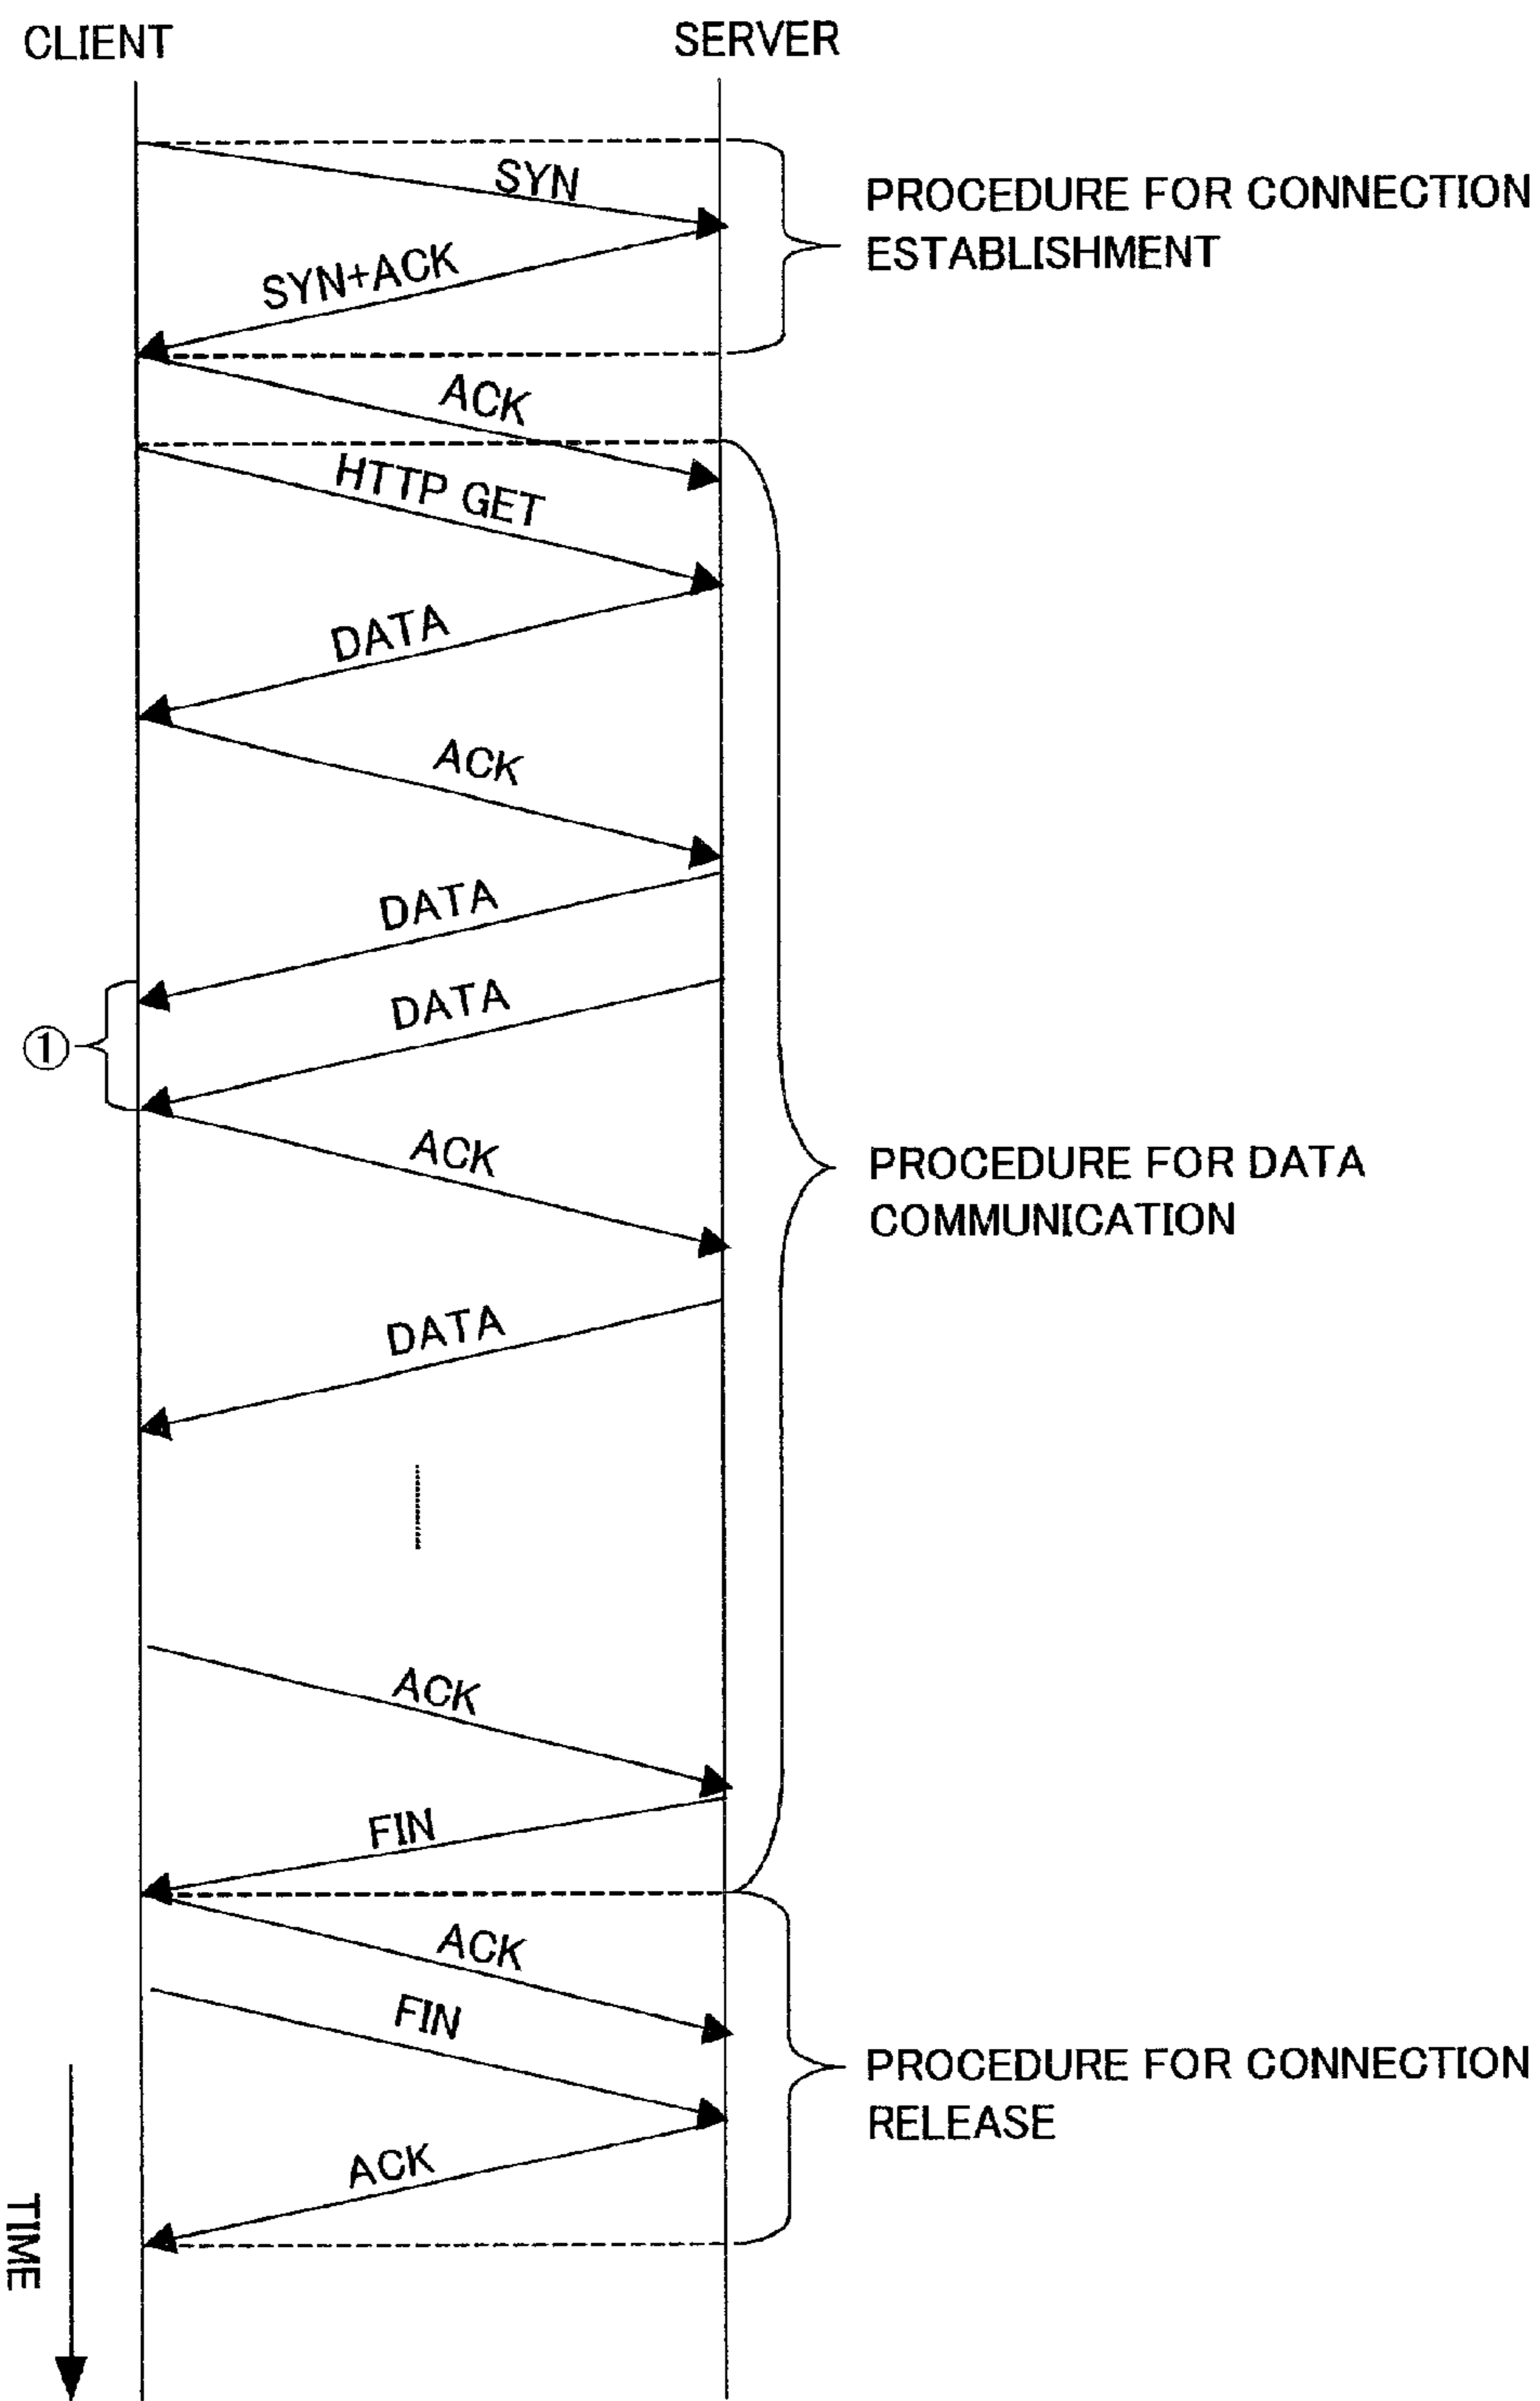 CLIENT
SERVER
SYN
PROCEDURE FOR CONNECTION
ESTABLISHMENT
SYN+ACK
ACK
HTTP GET
DATA
ACK
DATA
DATA
①
ACK
PROCEDURE FOR DATA
COMMUNICATION
DATA
ACK
FIN
ACK
FIN
PROCEDURE FOR CONNECTION
RELEASE
ACK
TIME